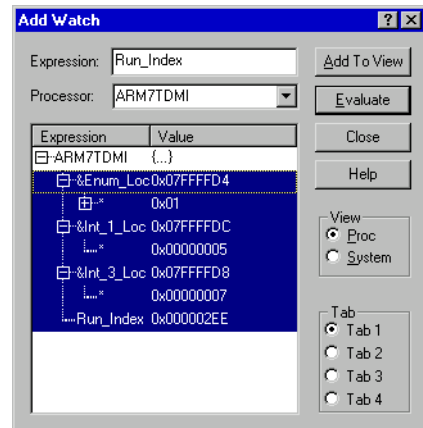 Add Watch
Expression: Run_Index
Add To View
Processor: ARM7TDMI
Evaluate
Expression Value
Close
ARM7TDMI {...}
Help
&Enum_Loc 0x07FFFFD4
* 0x01
&Int_1_Loc 0x07FFFFDC
* 0x00000005
&Int_3_Loc 0x07FFFFD8
* 0x00000007
Run_Index 0x000002EE
View
Proc
System
Tab
Tab 1
Tab 2
Tab 3
Tab 4